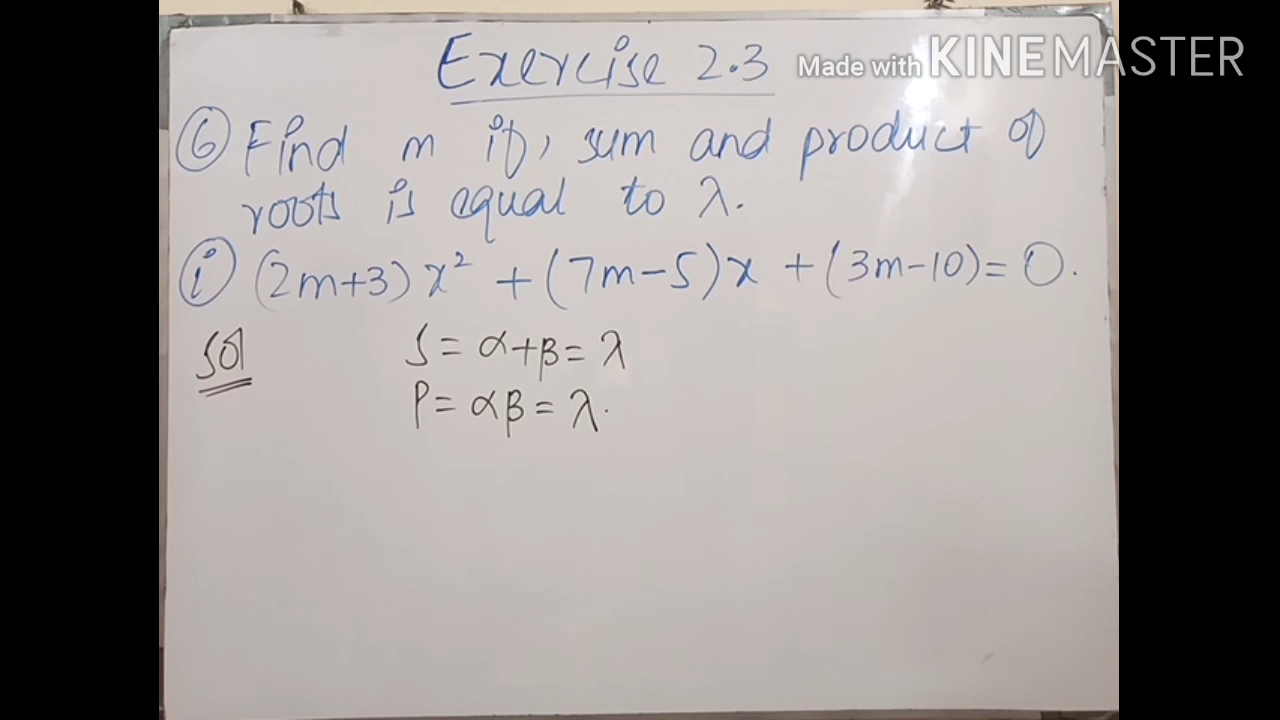 Exercise 2.3
Made with KINEMASTER
⑥ Find m if, sum and product of
roots is equal to λ.
ⓘ (2m+3)x² + (7m-5)x + (3m-10) = 0.
Sol
S = α+β = λ
P = αβ = λ.